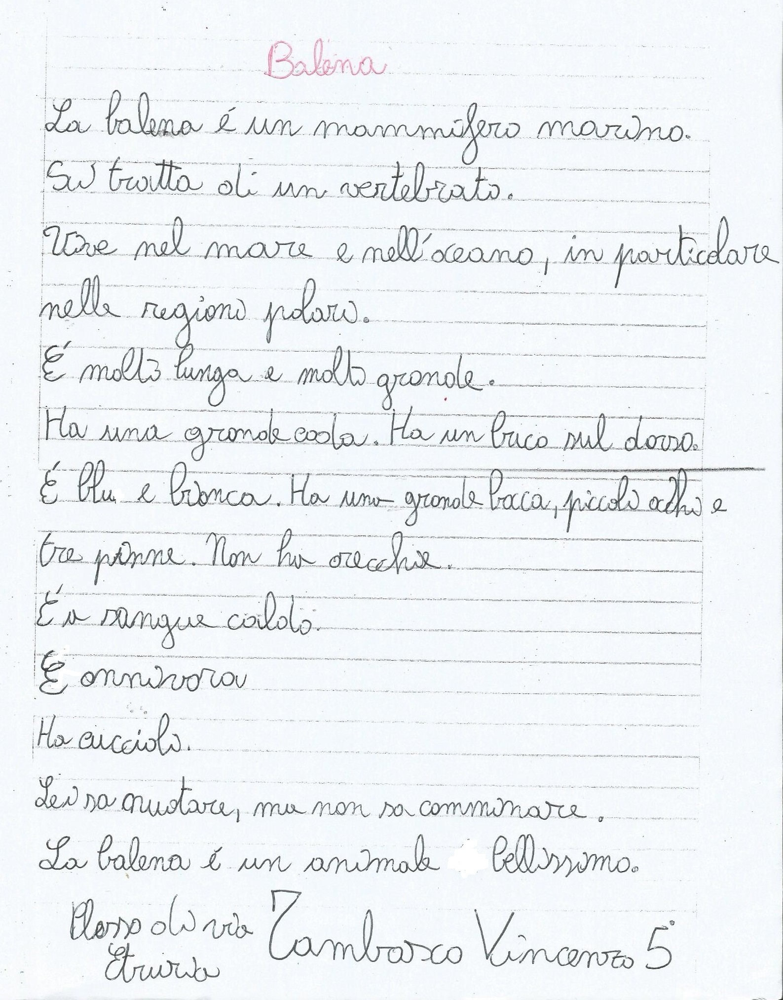 Balena
La balena é un mammifero marino.
Si tratta di un vertebrato.
Vive nel mare e nell'oceano, in particolare
nelle regioni polari.
É molto lunga e molto grande.
Ha una grande coda. Ha un buco sul dorso.
É blu e bianca. Ha una grande bocca, piccoli occhi e
tre pinne. Non ha orecchie.
É a sangue caldo.
É onnivora
Ha cuccioli.
Lei sa nuotare, ma non sa camminare.
La balena é un animale bellissimo.
Plesso di via
Etruria
Tambasco Vincenzo 5°